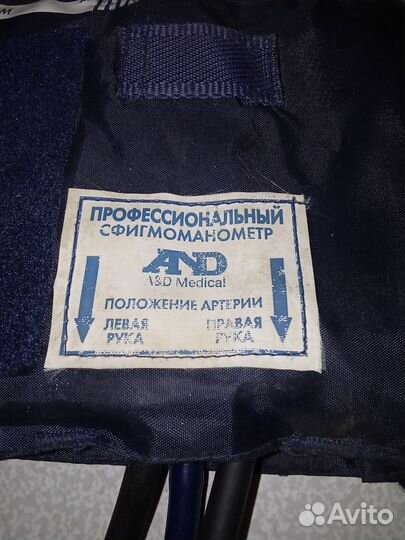 ПРОФЕССИОНАЛЬНЫЙ
СФИГМОМАНОМЕТР
AND
A&D Medical
ПОЛОЖЕНИЕ АРТЕРИИ
ЛЕВАЯ ПРАВАЯ
РУКА РУКА
Avito